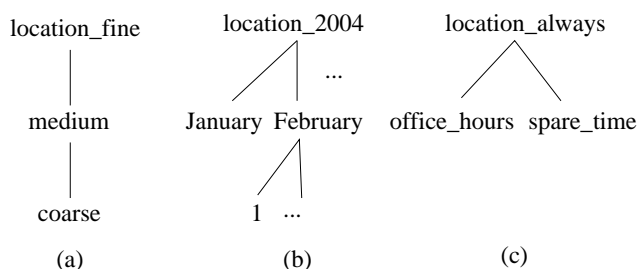 location_fine
medium
coarse
(a)
location_2004
...
January February
1 ...
(b)
location_always
office_hours spare_time
(c)